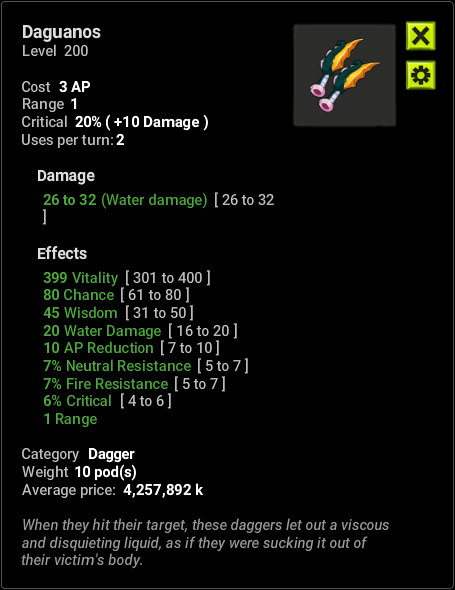 Daguanos
Level 200
Cost 3 AP
Range 1
Critical 20% ( +10 Damage )
Uses per turn: 2
Damage
26 to 32 (Water damage) [ 26 to 32
]
Effects
399 Vitality [ 301 to 400 ]
80 Chance [ 61 to 80 ]
45 Wisdom [ 31 to 50 ]
20 Water Damage [ 16 to 20 ]
10 AP Reduction [ 7 to 10 ]
7% Neutral Resistance [ 5 to 7 ]
7% Fire Resistance [ 5 to 7 ]
6% Critical [ 4 to 6 ]
1 Range
Category Dagger
Weight 10 pod(s)
Average price: 4,257,892 k
When they hit their target, these daggers let out a viscous
and disquieting liquid, as if they were sucking it out of
their victim's body.